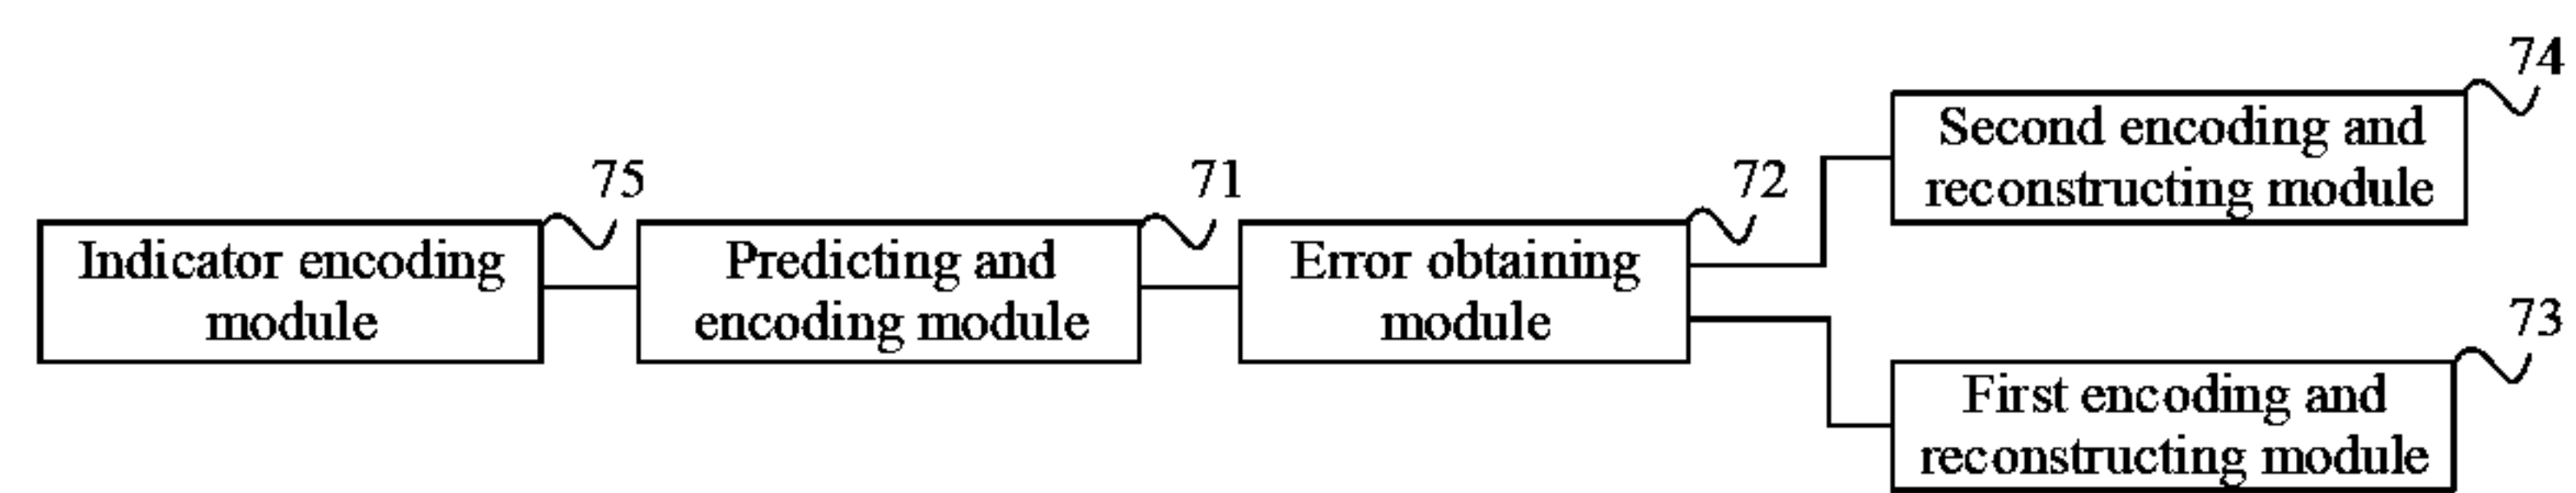 75
Indicator encoding
module
71
Predicting and
encoding module
72
Error obtaining
module
74
Second encoding and
reconstructing module
73
First encoding and
reconstructing module